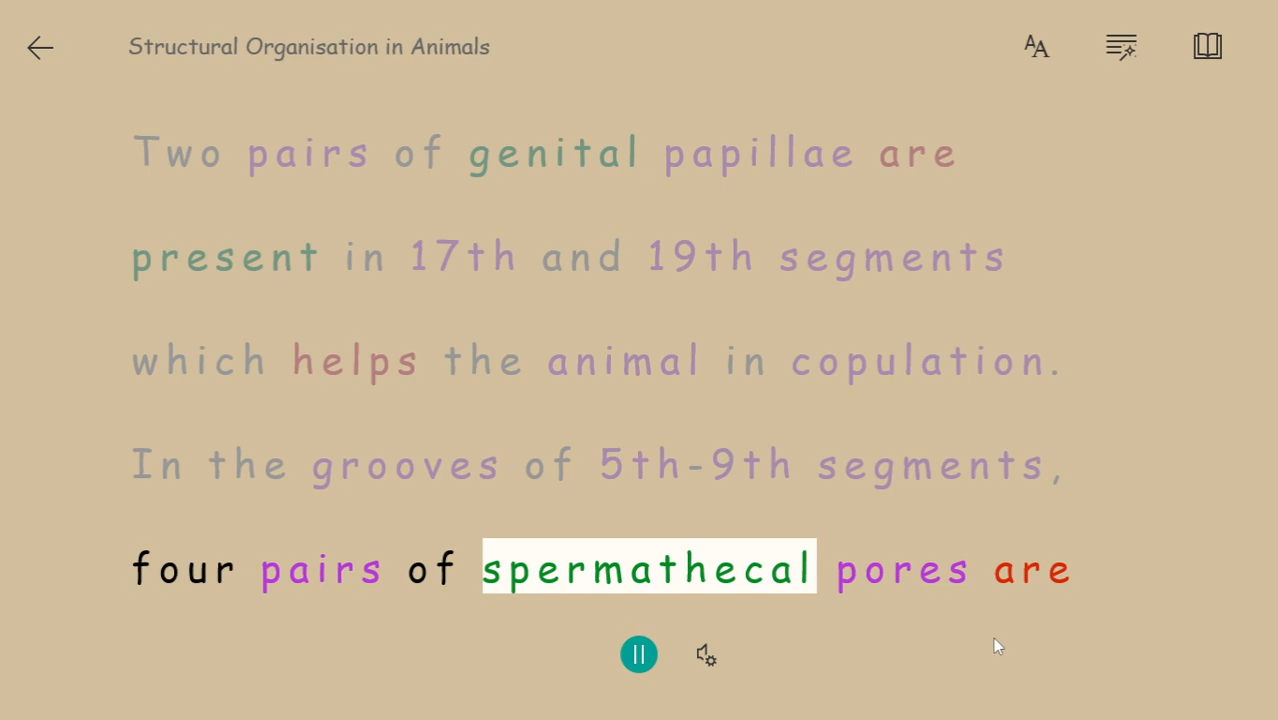 Structural Organisation in Animals
Two pairs of genital papillae are
present in 17th and 19th segments
which helps the animal in copulation.
In the grooves of 5th-9th segments,
four pairs of spermathecal pores are